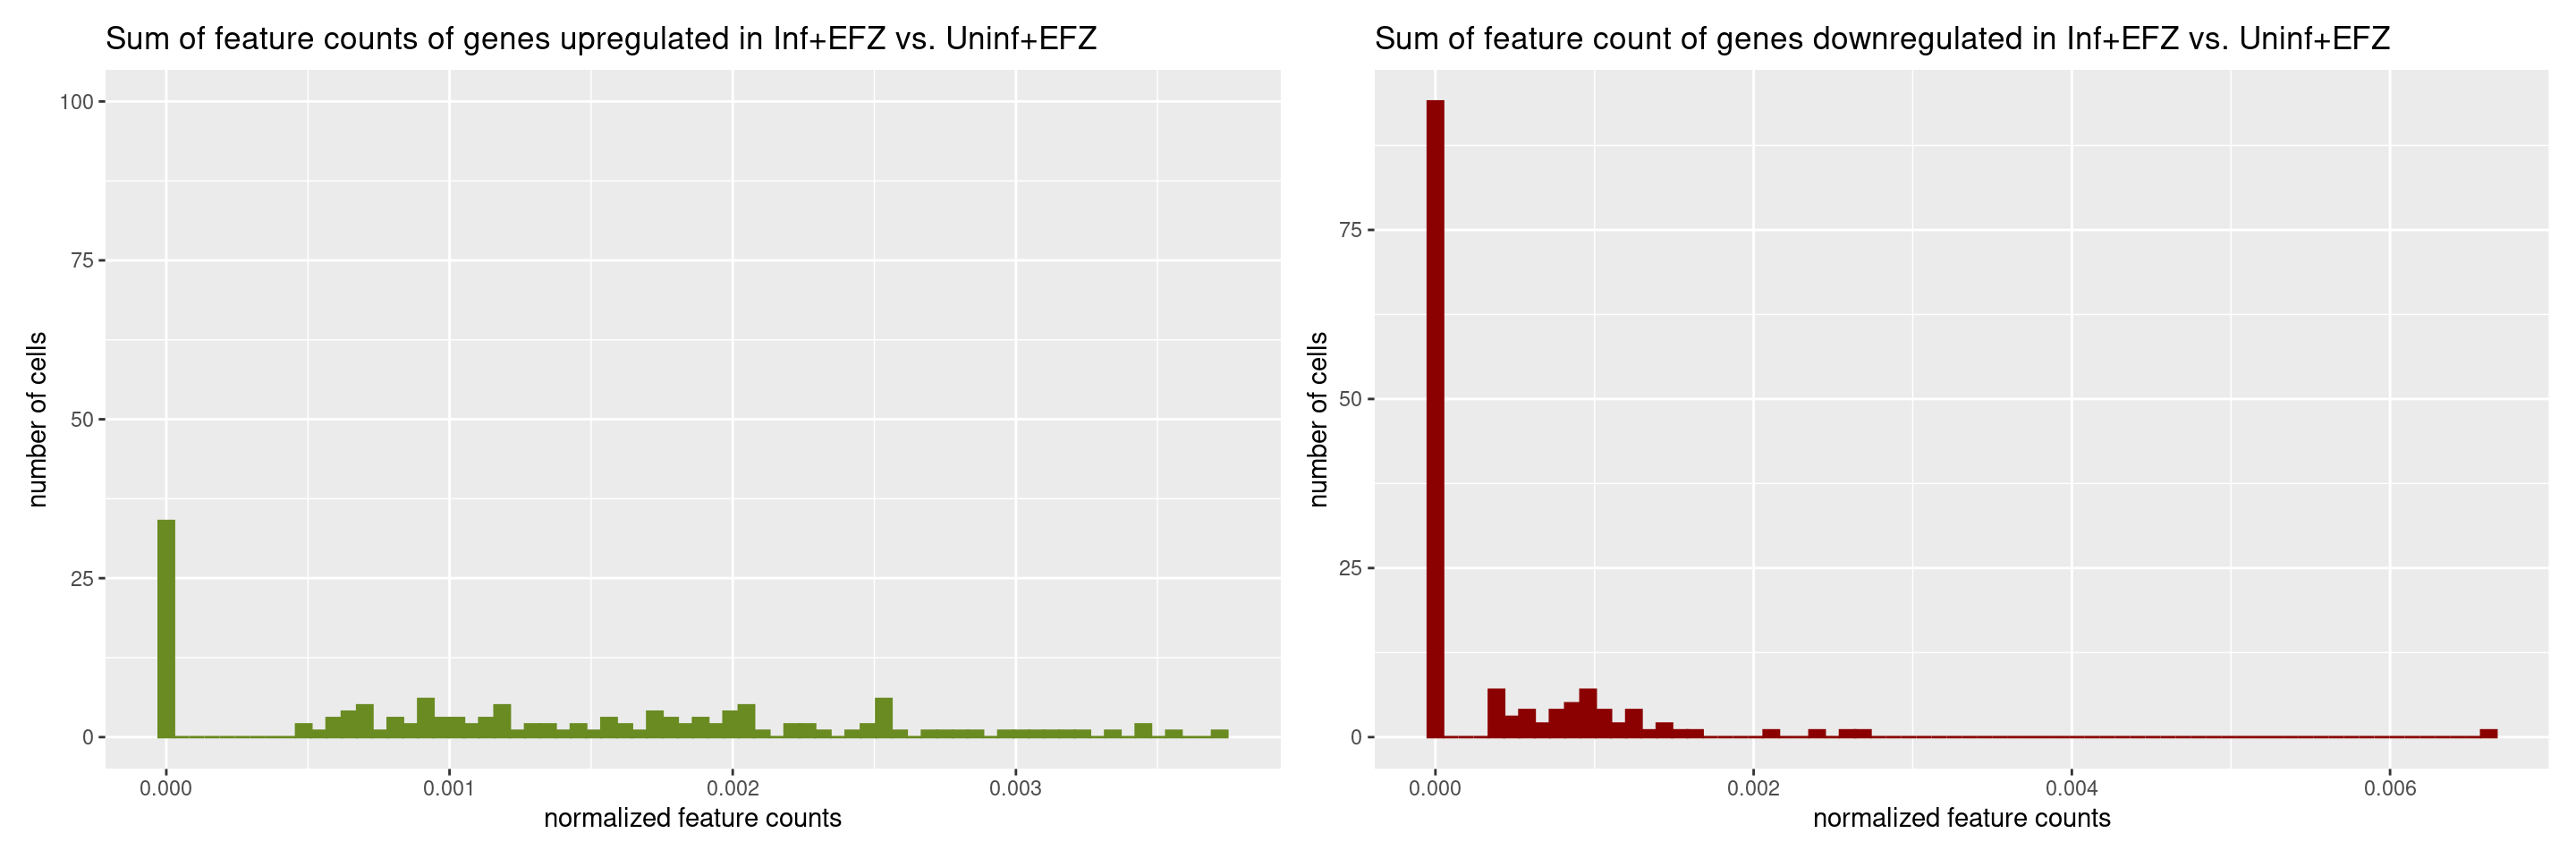 Sum of feature counts of genes upregulated in Inf+EFZ vs. Uninf+EFZ
100
75
50
25
0
number of cells
0.000
0.001
0.002
0.003
normalized feature counts
Sum of feature count of genes downregulated in Inf+EFZ vs. Uninf+EFZ
75
50
25
0
number of cells
0.000
0.002
0.004
0.006
normalized feature counts